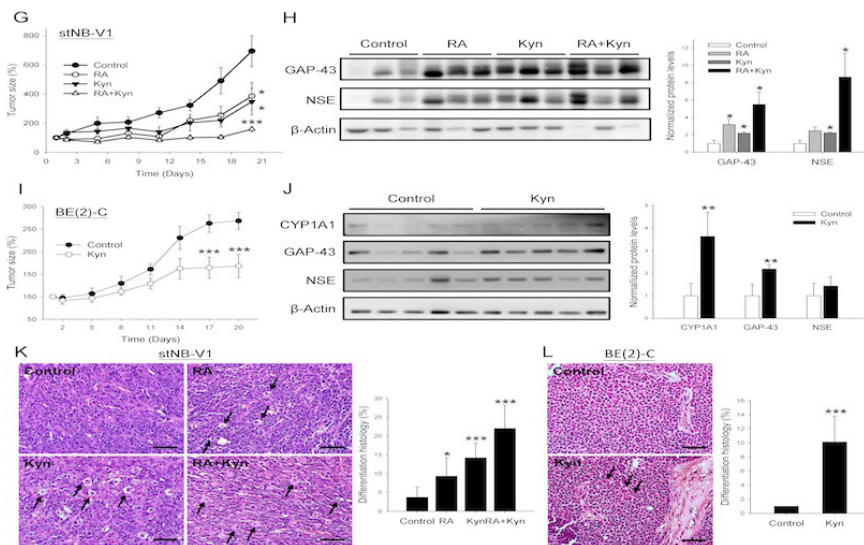 G
stNB-V1
Tumor size (%)
800
600
400
200
0
Control
RA
Kyn
RA+Kyn
*
*
***
3 6 9 12 15 18 21
Time (Days)
H
Control RA Kyn RA+Kyn
GAP-43
NSE
β-Actin
Normalized protein levels
12
10
8
6
4
2
0
Control
RA
Kyn
RA+Kyn
* * *
* *
GAP-43 NSE
I
BE(2)-C
Tumor size (%)
300
250
200
150
100
50
Control
Kyn
*** ***
2 5 8 11 14 17 20
Time (Days)
J
Control Kyn
CYP1A1
GAP-43
NSE
β-Actin
Normalized protein levels
5
4
3
2
1
0
Control
Kyn
**
**
CYP1A1 GAP-43 NSE
K
stNB-V1
Control RA
Kyn RA+Kyn
Differentiation histology (%)
30
25
20
15
10
5
0
* *** ***
Control RA Kyn RA+Kyn
L
BE(2)-C
Control
Kyn
Differentiation histology (%)
16
14
12
10
8
6
4
2
0
***
Control Kyn